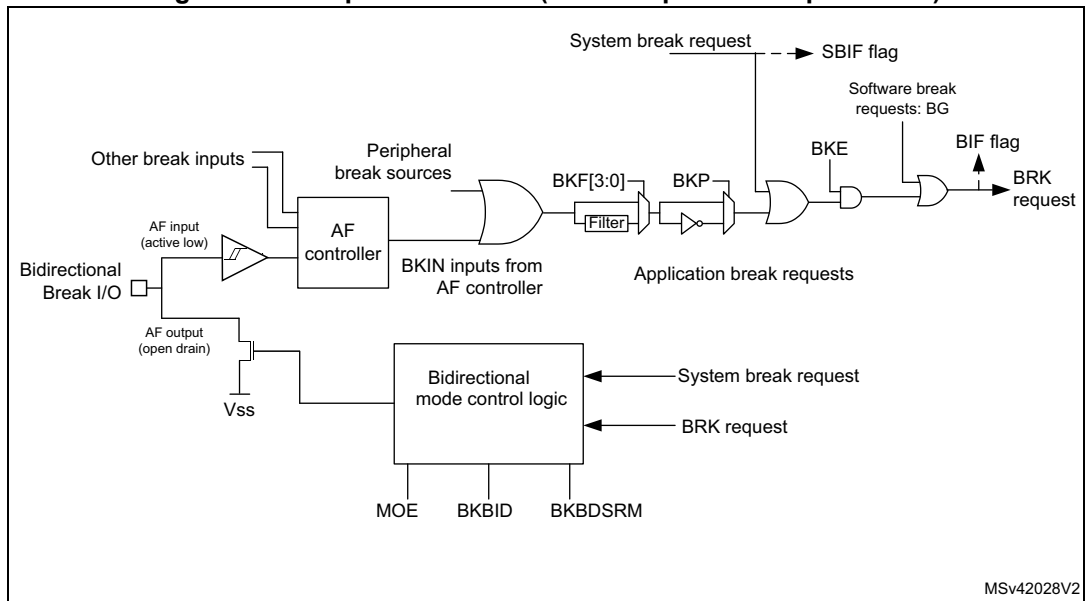 System break request
SBIF flag
Software break
requests: BG
BIF flag
BKE
BRK
request
Other break inputs
Peripheral
break sources
BKF[3:0]
BKP
Filter
AF input
(active low)
AF
controller
BKIN inputs from
AF controller
Application break requests
Bidirectional
Break I/O
AF output
(open drain)
Vss
Bidirectional
mode control logic
System break request
BRK request
MOE
BKBID
BKBDSRM
MSv42028V2